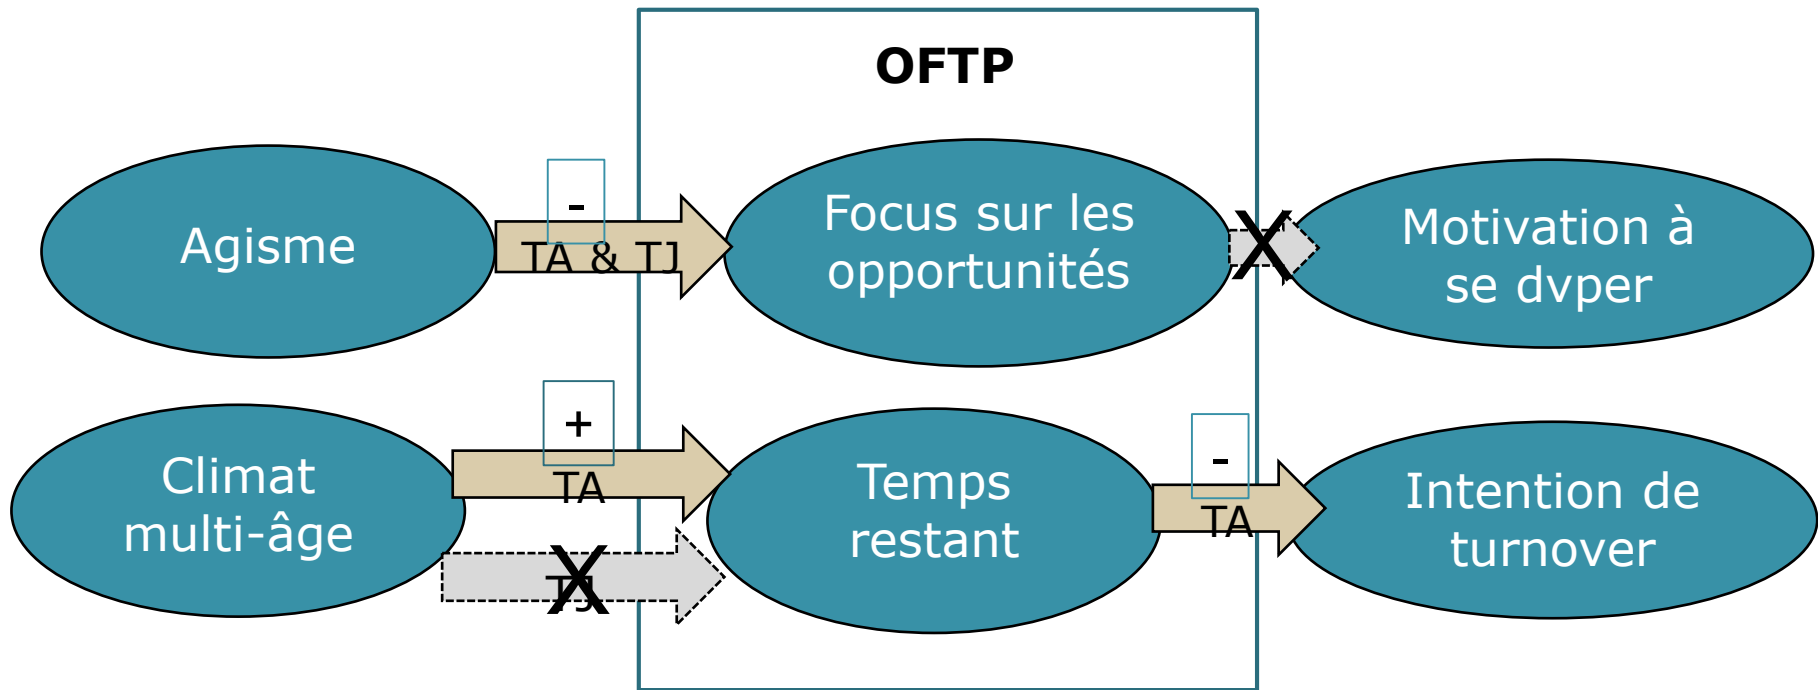 OFTP
Agisme
-
TA & TJ
Focus sur les
opportunités
X
Motivation à
se dvper
Climat
multi-âge
+
TA
TJ
X
Temps
restant
-
TA
Intention de
turnover